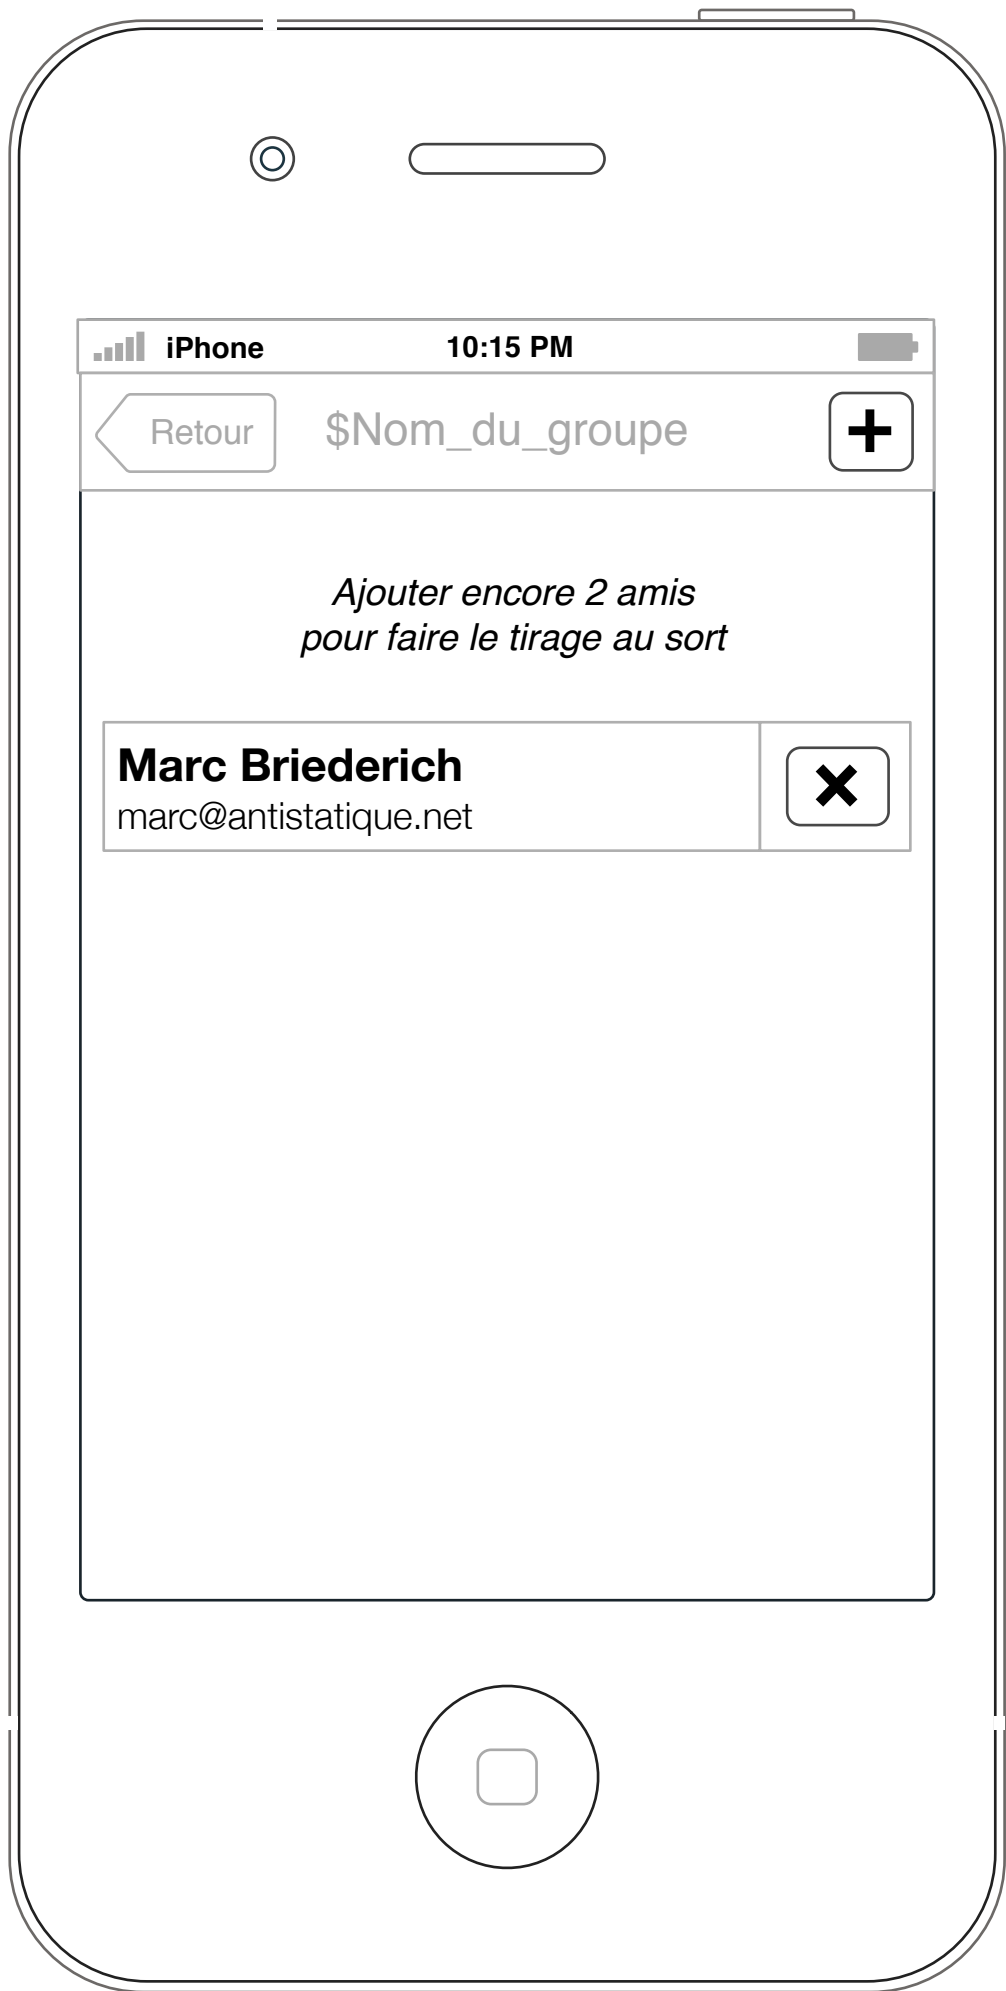 iPhone 10:15 PM
Retour $Nom_du_groupe +
Ajouter encore 2 amis
pour faire le tirage au sort
Marc Briederich
marc@antistatique.net